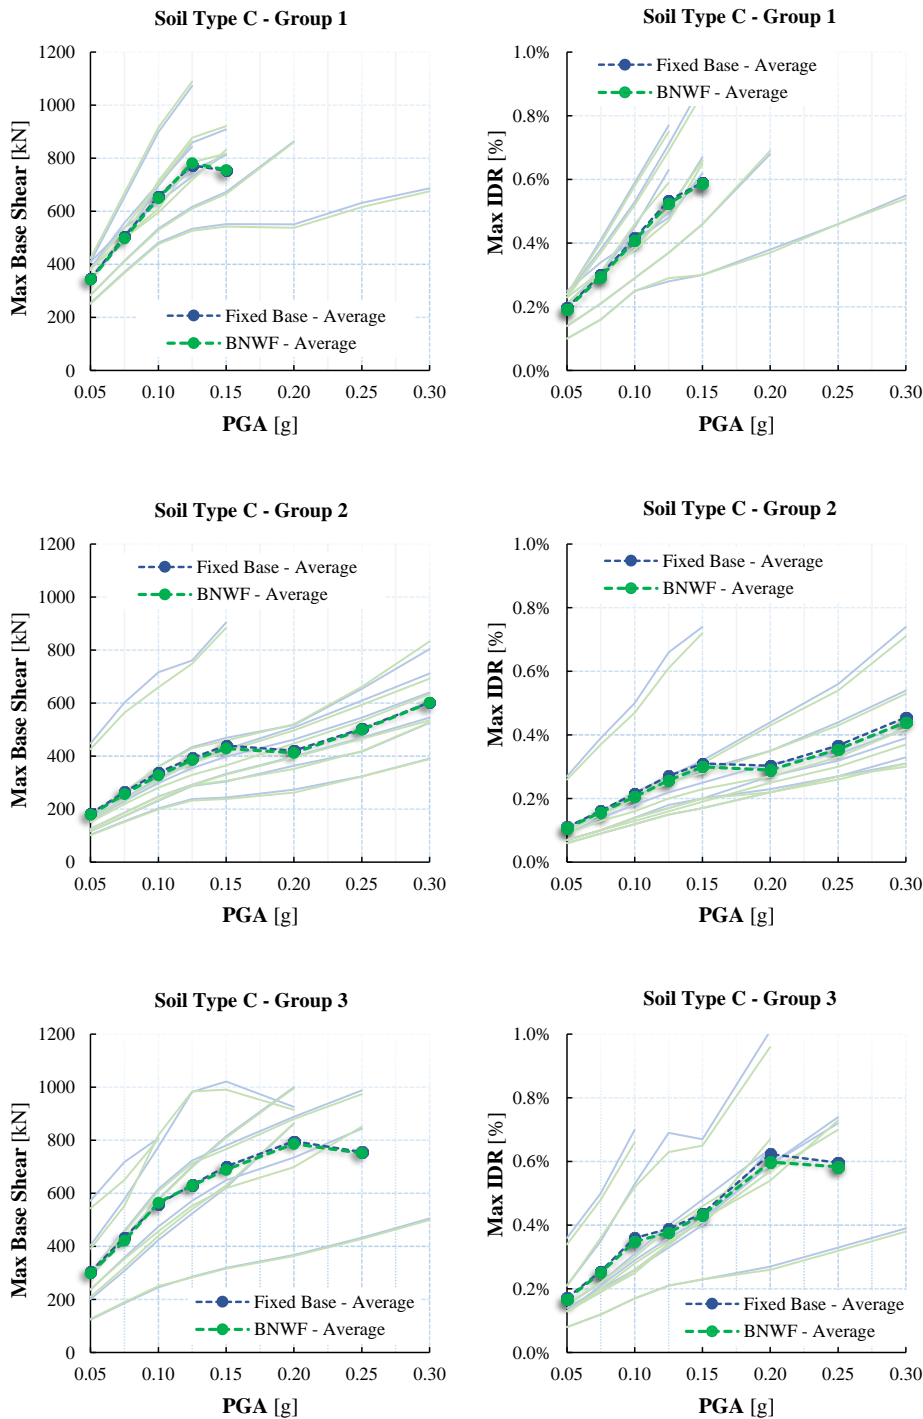 Soil Type C - Group 1
Max Base Shear [kN]
1200
1000
800
600
400
200
0
Fixed Base - Average
BNWF - Average
0.05 0.10 0.15 0.20 0.25 0.30
PGA [g]
Soil Type C - Group 1
Max IDR [%]
1.0%
0.8%
0.6%
0.4%
0.2%
0.0%
Fixed Base - Average
BNWF - Average
0.05 0.10 0.15 0.20 0.25 0.30
PGA [g]
Soil Type C - Group 2
Max Base Shear [kN]
1200
1000
800
600
400
200
0
Fixed Base - Average
BNWF - Average
0.05 0.10 0.15 0.20 0.25 0.30
PGA [g]
Soil Type C - Group 2
Max IDR [%]
1.0%
0.8%
0.6%
0.4%
0.2%
0.0%
Fixed Base - Average
BNWF - Average
0.05 0.10 0.15 0.20 0.25 0.30
PGA [g]
Soil Type C - Group 3
Max Base Shear [kN]
1200
1000
800
600
400
200
0
Fixed Base - Average
BNWF - Average
0.05 0.10 0.15 0.20 0.25 0.30
PGA [g]
Soil Type C - Group 3
Max IDR [%]
1.0%
0.8%
0.6%
0.4%
0.2%
0.0%
Fixed Base - Average
BNWF - Average
0.05 0.10 0.15 0.20 0.25 0.30
PGA [g]